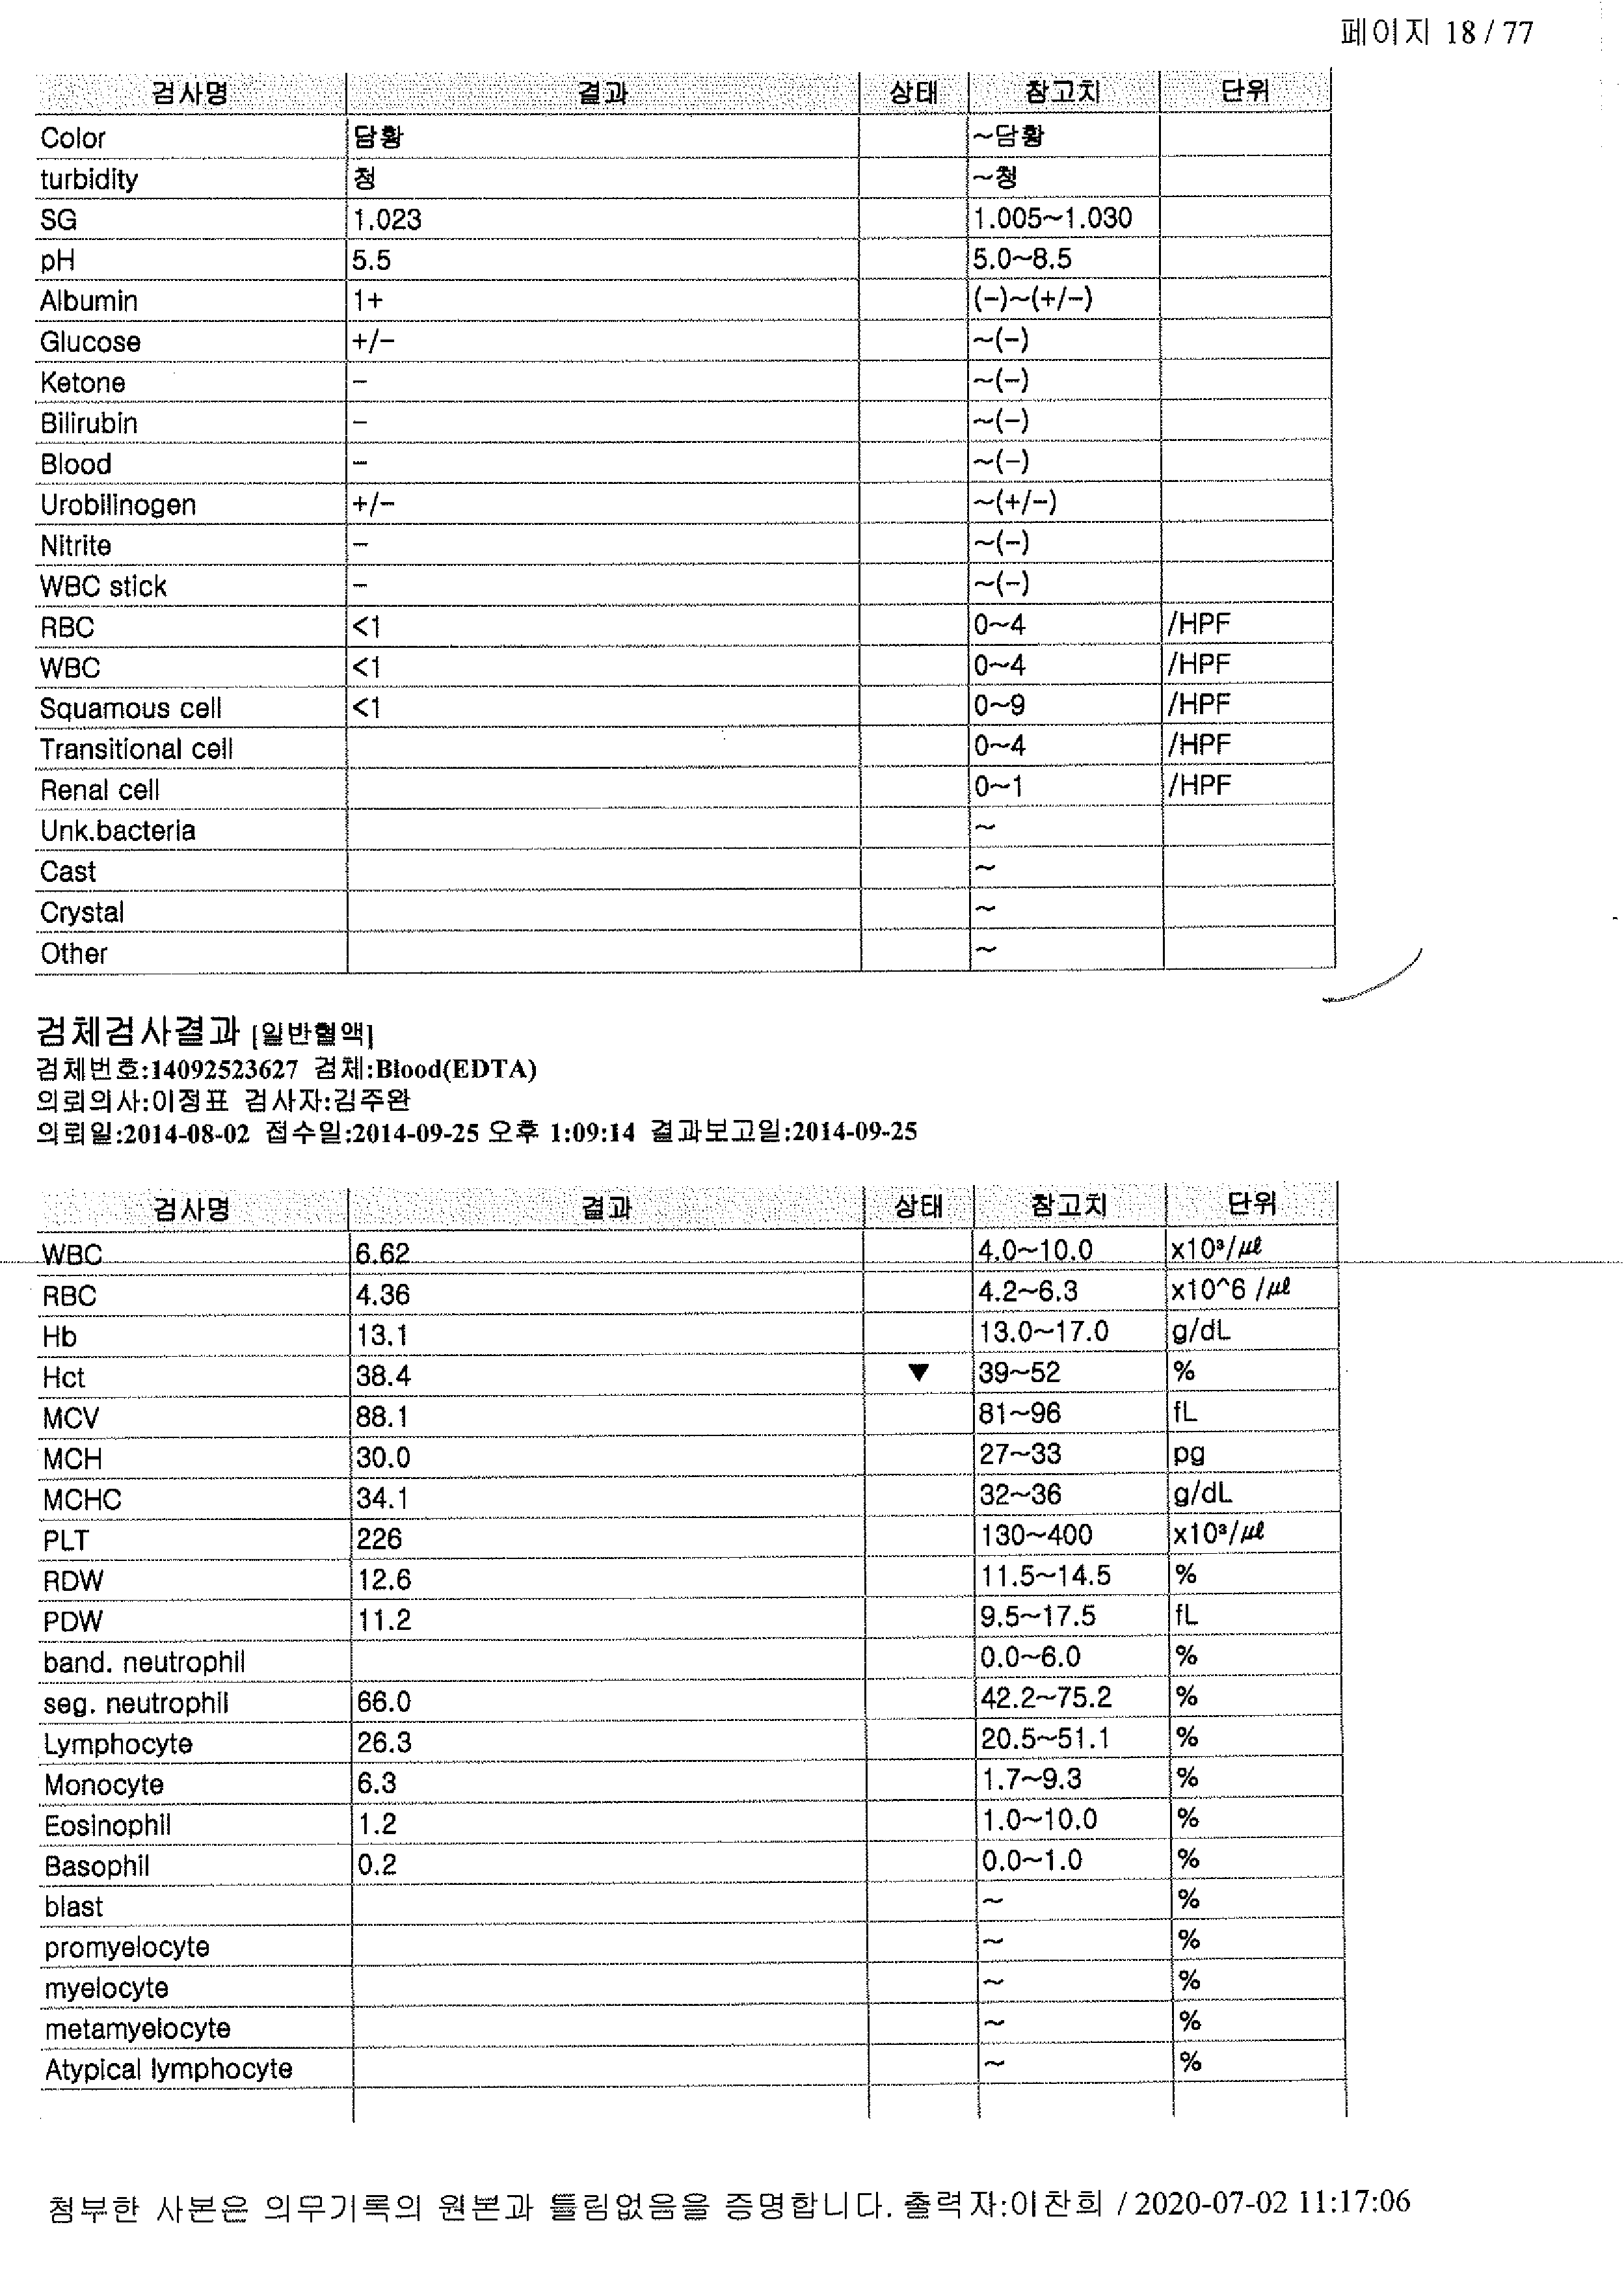 페이지 18 / 77
검사명 결과 상태 참고치 단위
Color 담황 ~담황
turbidity 청 ~청
SG 1.023 1.005~1.030
pH 5.5 5.0~8.5
Albumin 1+ (-)~(+/-)
Glucose +/- ~(-)
Ketone - ~(-)
Bilirubin - ~(-)
Blood - ~(-)
Urobilinogen +/- ~(+/-)
Nitrite - ~(-)
WBC stick - ~(-)
RBC <1 0~4 /HPF
WBC <1 0~4 /HPF
Squamous cell <1 0~9 /HPF
Transitional cell 0~4 /HPF
Renal cell 0~1 /HPF
Unk.bacteria ~
Cast ~
Crystal ~
Other ~
검체검사결과 [일반혈액]
검체번호:14092523627 검체:Blood(EDTA)
의뢰의사:이정표 검사자:김주완
의뢰일:2014-08-02 접수일:2014-09-25 오후 1:09:14 결과보고일:2014-09-25
검사명 결과 상태 참고치 단위
WBC 6.62 4.0~10.0 x10³/㎕
RBC 4.36 4.2~6.3 x10^6 /㎕
Hb 13.1 13.0~17.0 g/dL
Hct 38.4 ▼ 39~52 %
MCV 88.1 81~96 fL
MCH 30.0 27~33 pg
MCHC 34.1 32~36 g/dL
PLT 226 130~400 x10³/㎕
RDW 12.6 11.5~14.5 %
PDW 11.2 9.5~17.5 fL
band. neutrophil 0.0~6.0 %
seg. neutrophil 66.0 42.2~75.2 %
Lymphocyte 26.3 20.5~51.1 %
Monocyte 6.3 1.7~9.3 %
Eosinophil 1.2 1.0~10.0 %
Basophil 0.2 0.0~1.0 %
blast ~ %
promyelocyte ~ %
myelocyte ~ %
metamyelocyte ~ %
Atypical lymphocyte ~ %
첨부한 사본은 의무기록의 원본과 틀림없음을 증명합니다. 출력자:이찬희 / 2020-07-02 11:17:06